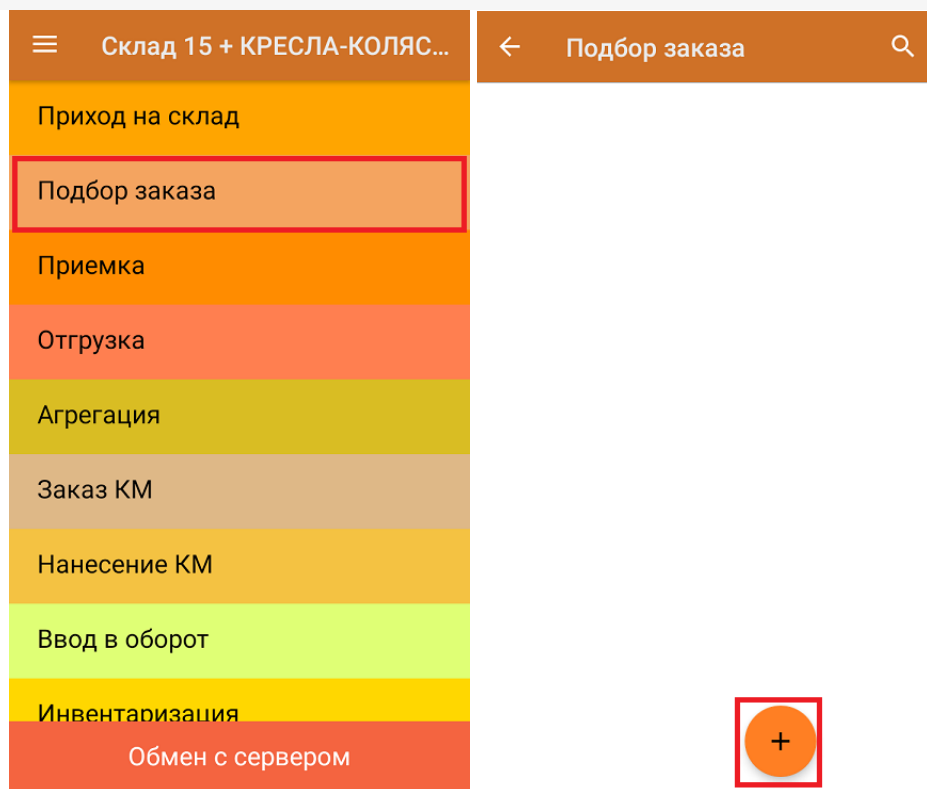 Склад 15 + КРЕСЛА-КОЛЯС...
Приход на склад
Подбор заказа
Приемка
Отгрузка
Агрегация
Заказ КМ
Нанесение КМ
Ввод в оборот
Инвентаризация
Обмен с сервером
Подбор заказа
+